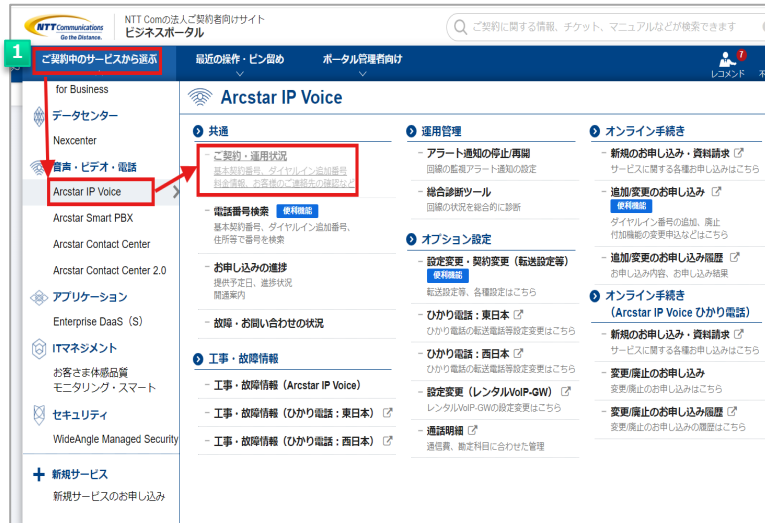 NTT Communications
Go the Distance.
NTT Comの法人ご契約者向けサイト
ビジネスポータル
ご契約に関する情報、チケット、マニュアルなどが検索できます
1
ご契約中のサービスから選ぶ
最近の操作・ピン留め
ポータル管理者向け
7
レコメンド
for Business
データセンター
Nexcenter
音声・ビデオ・電話
Arcstar IP Voice
Arcstar Smart PBX
Arcstar Contact Center
Arcstar Contact Center 2.0
アプリケーション
Enterprise DaaS（S）
ITマネジメント
お客さま体感品質
モニタリング・スマート
セキュリティ
WideAngle Managed Security
新規サービス
新規サービスのお申し込み
Arcstar IP Voice
共通
ご契約・運用状況
基本契約番号、ダイヤルイン追加番号
料金情報、お客様のご連絡先の確認など
電話番号検索 便利機能
基本契約番号、ダイヤルイン追加番号、
住所等で番号を検索
お申し込みの進捗
提供予定日、進捗状況
開通案内
故障・お問い合わせの状況
工事・故障情報
工事・故障情報（Arcstar IP Voice）
工事・故障情報（ひかり電話：東日本）
工事・故障情報（ひかり電話：西日本）
運用管理
アラート通知の停止/再開
回線の監視アラート通知の設定
総合診断ツール
回線の状況を総合的に診断
オプション設定
設定変更・契約変更（転送設定等）
便利機能
転送設定等、各種設定はこちら
ひかり電話：東日本
ひかり電話の転送電話等設定変更はこちら
ひかり電話：西日本
ひかり電話の転送電話等設定変更はこちら
設定変更（レンタルVoIP-GW）
レンタルVoIP-GWの設定変更はこちら
通話明細
通信費、勘定科目に合わせた管理
オンライン手続き
新規のお申し込み・資料請求
サービスに関する各種お申し込みはこちら
追加/変更のお申し込み
便利機能
ダイヤルイン番号の追加、廃止
付加機能の変更申込などはこちら
追加/変更のお申し込み履歴
お申し込み内容、お申し込み結果
オンライン手続き
（Arcstar IP Voice ひかり電話）
新規のお申し込み・資料請求
サービスに関する各種お申し込みはこちら
変更/廃止のお申し込み
変更/廃止のお申し込みはこちら
変更/廃止のお申し込み履歴
変更/廃止のお申し込みの履歴はこちら